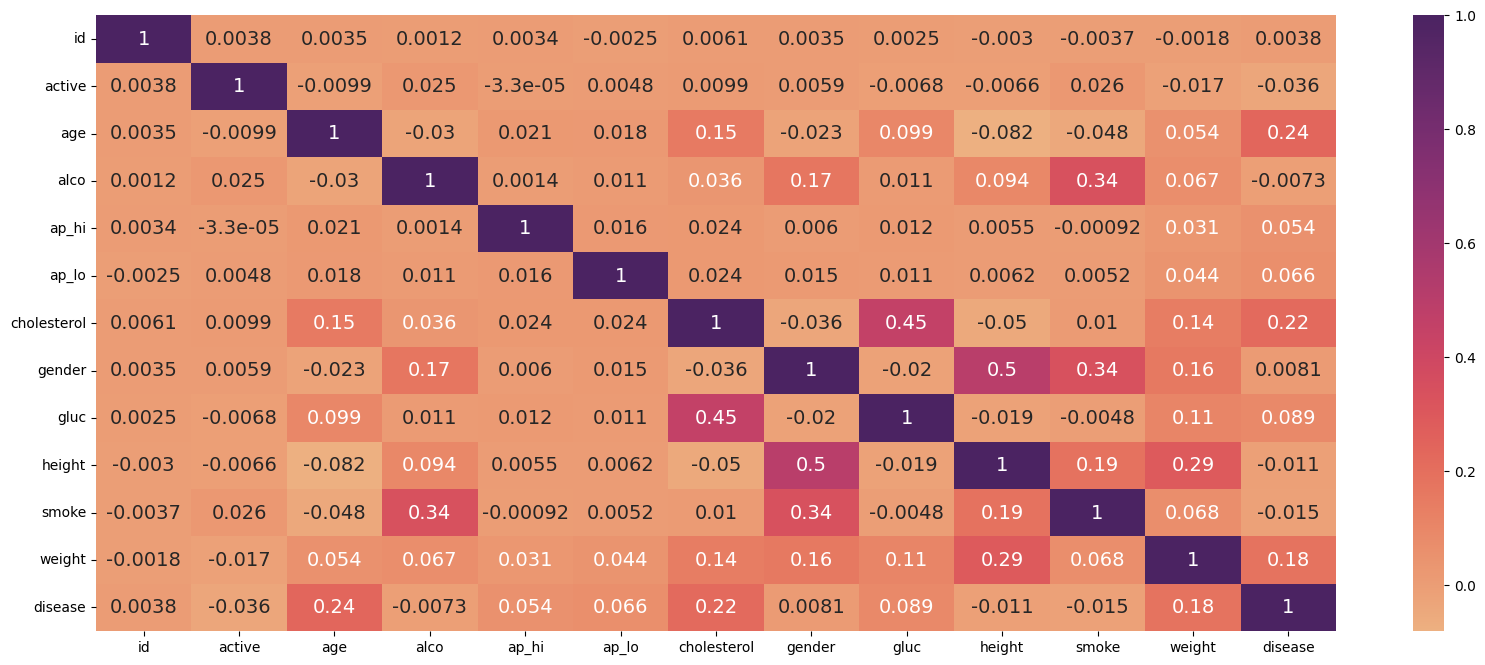 id 1 0.0038 0.0035 0.0012 0.0034 -0.0025 0.0061 0.0035 0.0025 -0.003 -0.0037 -0.0018 0.0038
active 0.0038 1 -0.0099 0.025 -3.3e-05 0.0048 0.0099 0.0059 -0.0068 -0.0066 0.026 -0.017 -0.036
age 0.0035 -0.0099 1 -0.03 0.021 0.018 0.15 -0.023 0.099 -0.082 -0.048 0.054 0.24
alco 0.0012 0.025 -0.03 1 0.0014 0.011 0.036 0.17 0.011 0.094 0.34 0.067 -0.0073
ap_hi 0.0034 -3.3e-05 0.021 0.0014 1 0.016 0.024 0.006 0.012 0.0055 -0.00092 0.031 0.054
ap_lo -0.0025 0.0048 0.018 0.011 0.016 1 0.024 0.015 0.011 0.0062 0.0052 0.044 0.066
cholesterol 0.0061 0.0099 0.15 0.036 0.024 0.024 1 -0.036 0.45 -0.05 0.01 0.14 0.22
gender 0.0035 0.0059 -0.023 0.17 0.006 0.015 -0.036 1 -0.02 0.5 0.34 0.16 0.0081
gluc 0.0025 -0.0068 0.099 0.011 0.012 0.011 0.45 -0.02 1 -0.019 -0.0048 0.11 0.089
height -0.003 -0.0066 -0.082 0.094 0.0055 0.0062 -0.05 0.5 -0.019 1 0.19 0.29 -0.011
smoke -0.0037 0.026 -0.048 0.34 -0.00092 0.0052 0.01 0.34 -0.0048 0.19 1 0.068 -0.015
weight -0.0018 -0.017 0.054 0.067 0.031 0.044 0.14 0.16 0.11 0.29 0.068 1 0.18
disease 0.0038 -0.036 0.24 -0.0073 0.054 0.066 0.22 0.0081 0.089 -0.011 -0.015 0.18 1
id active age alco ap_hi ap_lo cholesterol gender gluc height smoke weight disease
1.0
0.8
0.6
0.4
0.2
0.0